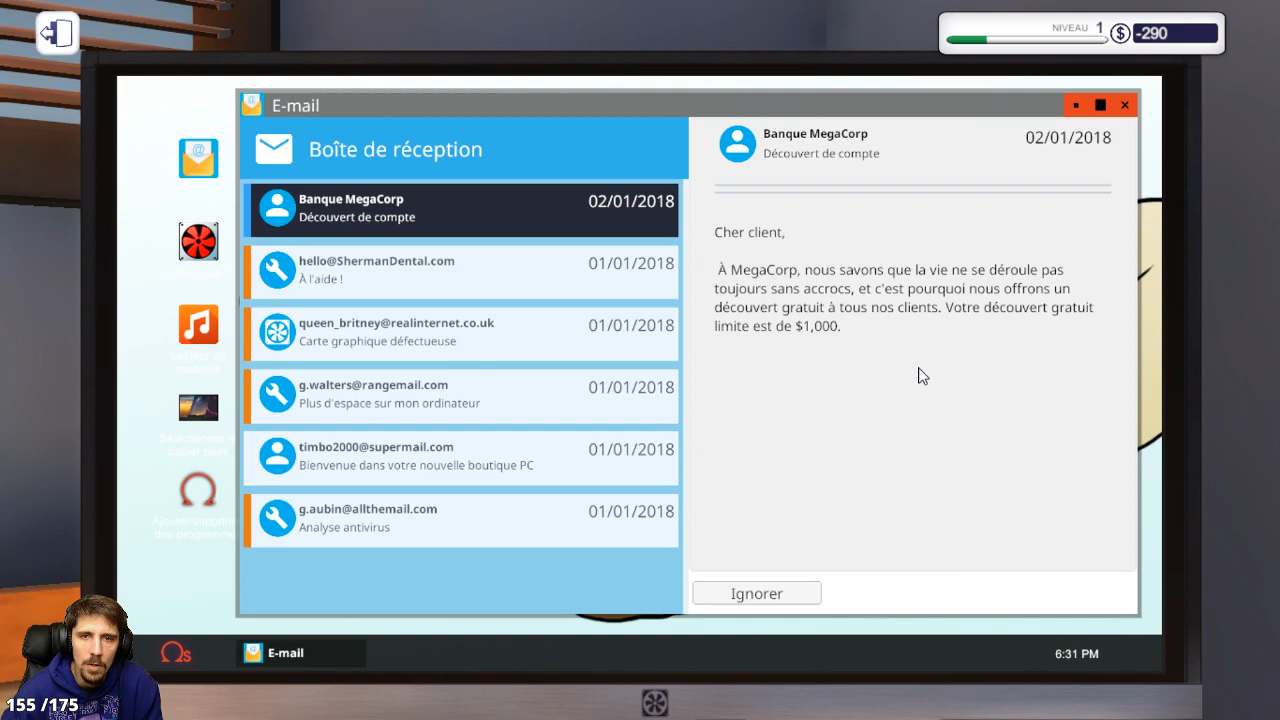 NIVEAU 1
$ -290
E-mail
Boîte de réception
Banque MegaCorp
02/01/2018
Découvert de compte
hello@ShermanDental.com
01/01/2018
À l'aide !
queen_britney@realinternet.co.uk
01/01/2018
Carte graphique défectueuse
g.walters@rangemail.com
01/01/2018
Plus d'espace sur mon ordinateur
timbo2000@supermail.com
01/01/2018
Bienvenue dans votre nouvelle boutique PC
g.aubin@allthemail.com
01/01/2018
Analyse antivirus
Banque MegaCorp
02/01/2018
Découvert de compte
Cher client,
À MegaCorp, nous savons que la vie ne se déroule pas
toujours sans accrocs, et c'est pourquoi nous offrons un
découvert gratuit à tous nos clients. Votre découvert gratuit
limite est de $1,000.
Ignorer
E-mail
6:31 PM
155 /175